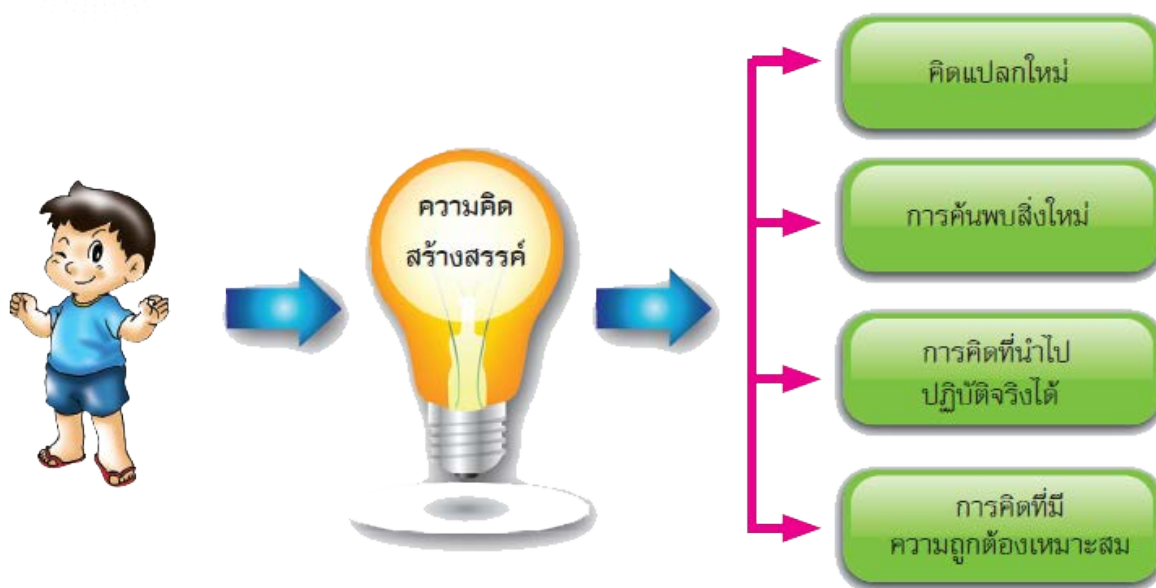 ความคิด
สร้างสรรค์
คิดแปลกใหม่
การค้นพบสิ่งใหม่
การคิดที่นำไป
ปฏิบัติจริงได้
การคิดที่มี
ความถูกต้องเหมาะสม